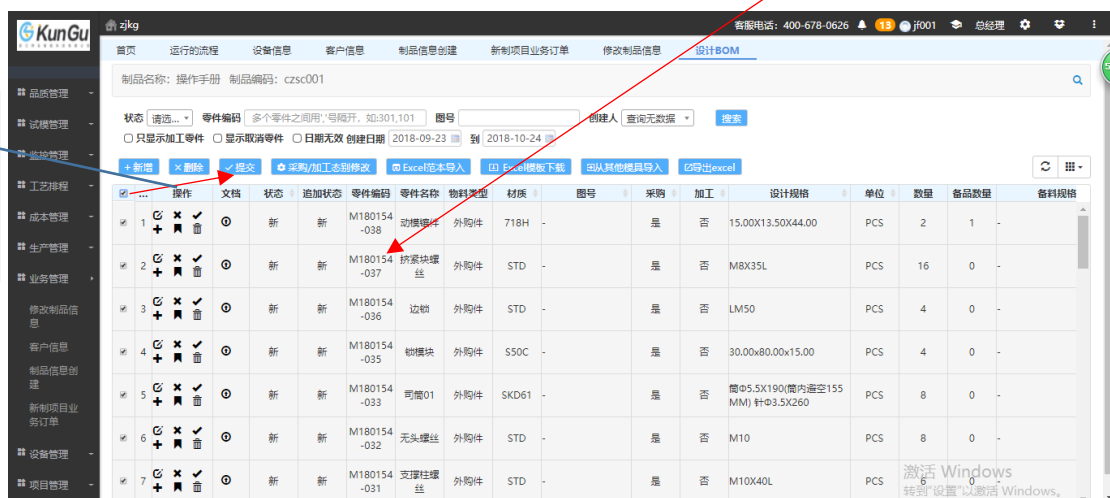 KunGu
zjkg
客服电话：400-678-0626
13
jf001
总经理
首页 运行的流程 设备信息 客户信息 制品信息创建 新制项目业务订单 修改制品信息 设计BOM
制品名称：操作手册 制品编码：czsc001
状态 请选... 零件编码 多个零件之间用','号隔开, 如:301,101 图号 创建人 查询无数据 搜索
只显示加工零件 显示取消零件 日期无效 创建日期 2018-09-23 到 2018-10-24
+新增 ×删除 ✓提交 采购/加工态别修改 Excel范本导入 Excel模板下载 从其他模具导入 导出excel
... 操作 文档 状态 追加状态 零件编码 零件名称 物料类型 材质 图号 采购 加工 设计规格 单位 数量 备品数量 备料规格
1 新 新 M180154-038 动模镶件 外购件 718H - 是 否 15.00X13.50X44.00 PCS 2 1 -
2 新 新 M180154-037 挤紧块螺丝 外购件 STD - 是 否 M8X35L PCS 16 0 -
3 新 新 M180154-036 边锁 外购件 STD - 是 否 LM50 PCS 4 0 -
4 新 新 M180154-035 锁模块 外购件 S50C - 是 否 30.00x80.00x15.00 PCS 4 0 -
5 新 新 M180154-033 司筒01 外购件 SKD61 - 是 否 筒Φ5.5X190(筒内避空155MM) 针Φ3.5X260 PCS 8 0 -
6 新 新 M180154-032 无头螺丝 外购件 STD - 是 否 M10 PCS 8 0 -
7 新 新 M180154-031 支撑柱螺丝 外购件 STD - 是 否 M10X40L PCS 6 0 -
品质管理
试模管理
监控管理
工艺排程
成本管理
生产管理
业务管理
修改制品信息
客户信息
制品信息创建
新制项目业务订单
设备管理
项目管理
激活 Windows
转到"设置"以激活 Windows。